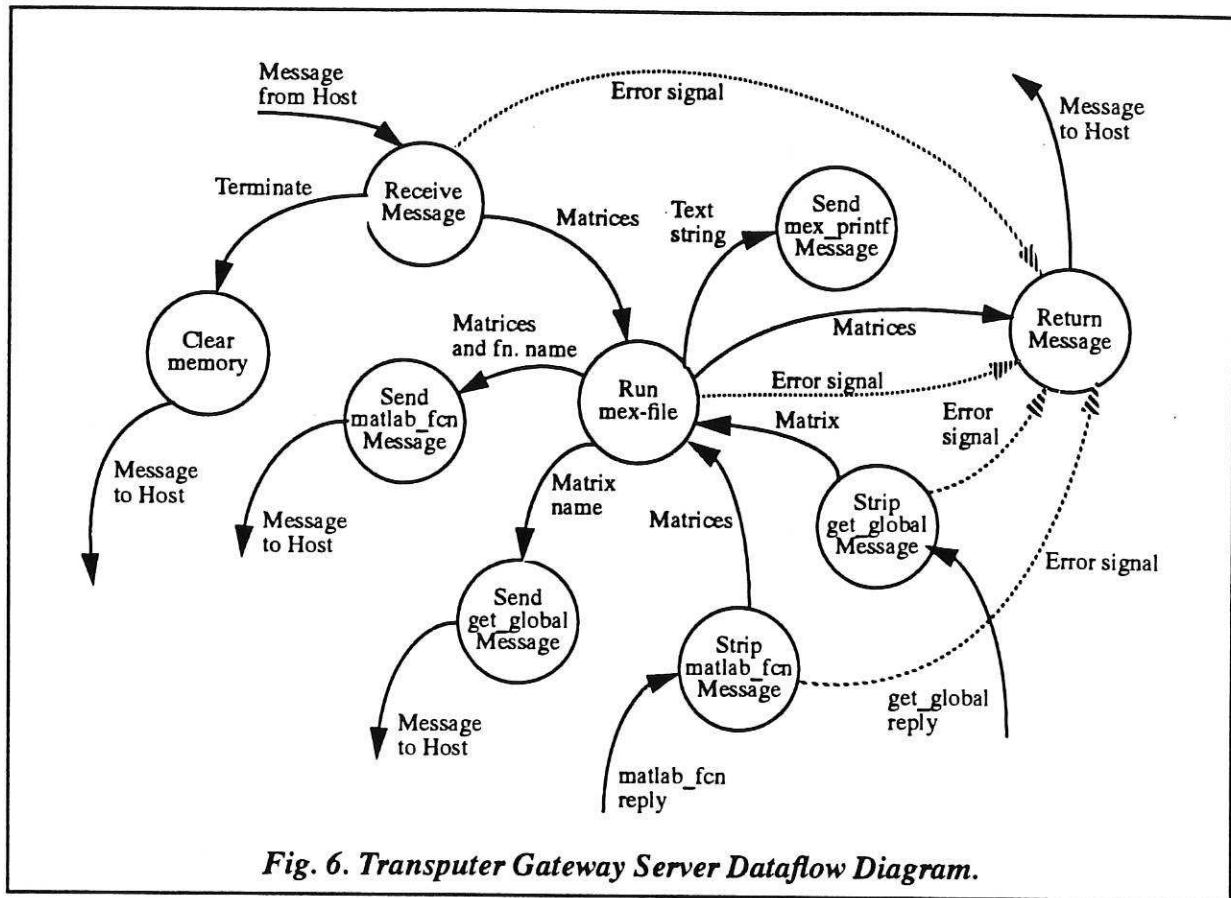 Message
from Host
Error signal
Message
to Host
Terminate
Receive
Message
Matrices
Text
string
Send
mex_printf
Message
Clear
memory
Matrices
and fn. name
Run
mex-file
Matrices
Error signal
Return
Message
Send
matlab_fcn
Message
Matrix
Error
signal
Message
to Host
Message
to Host
Matrix
name
Matrices
Strip
get_global
Message
Error signal
Send
get_global
Message
Strip
matlab_fcn
Message
Message
to Host
get_global
reply
matlab_fcn
reply
Fig. 6. Transputer Gateway Server Dataflow Diagram.